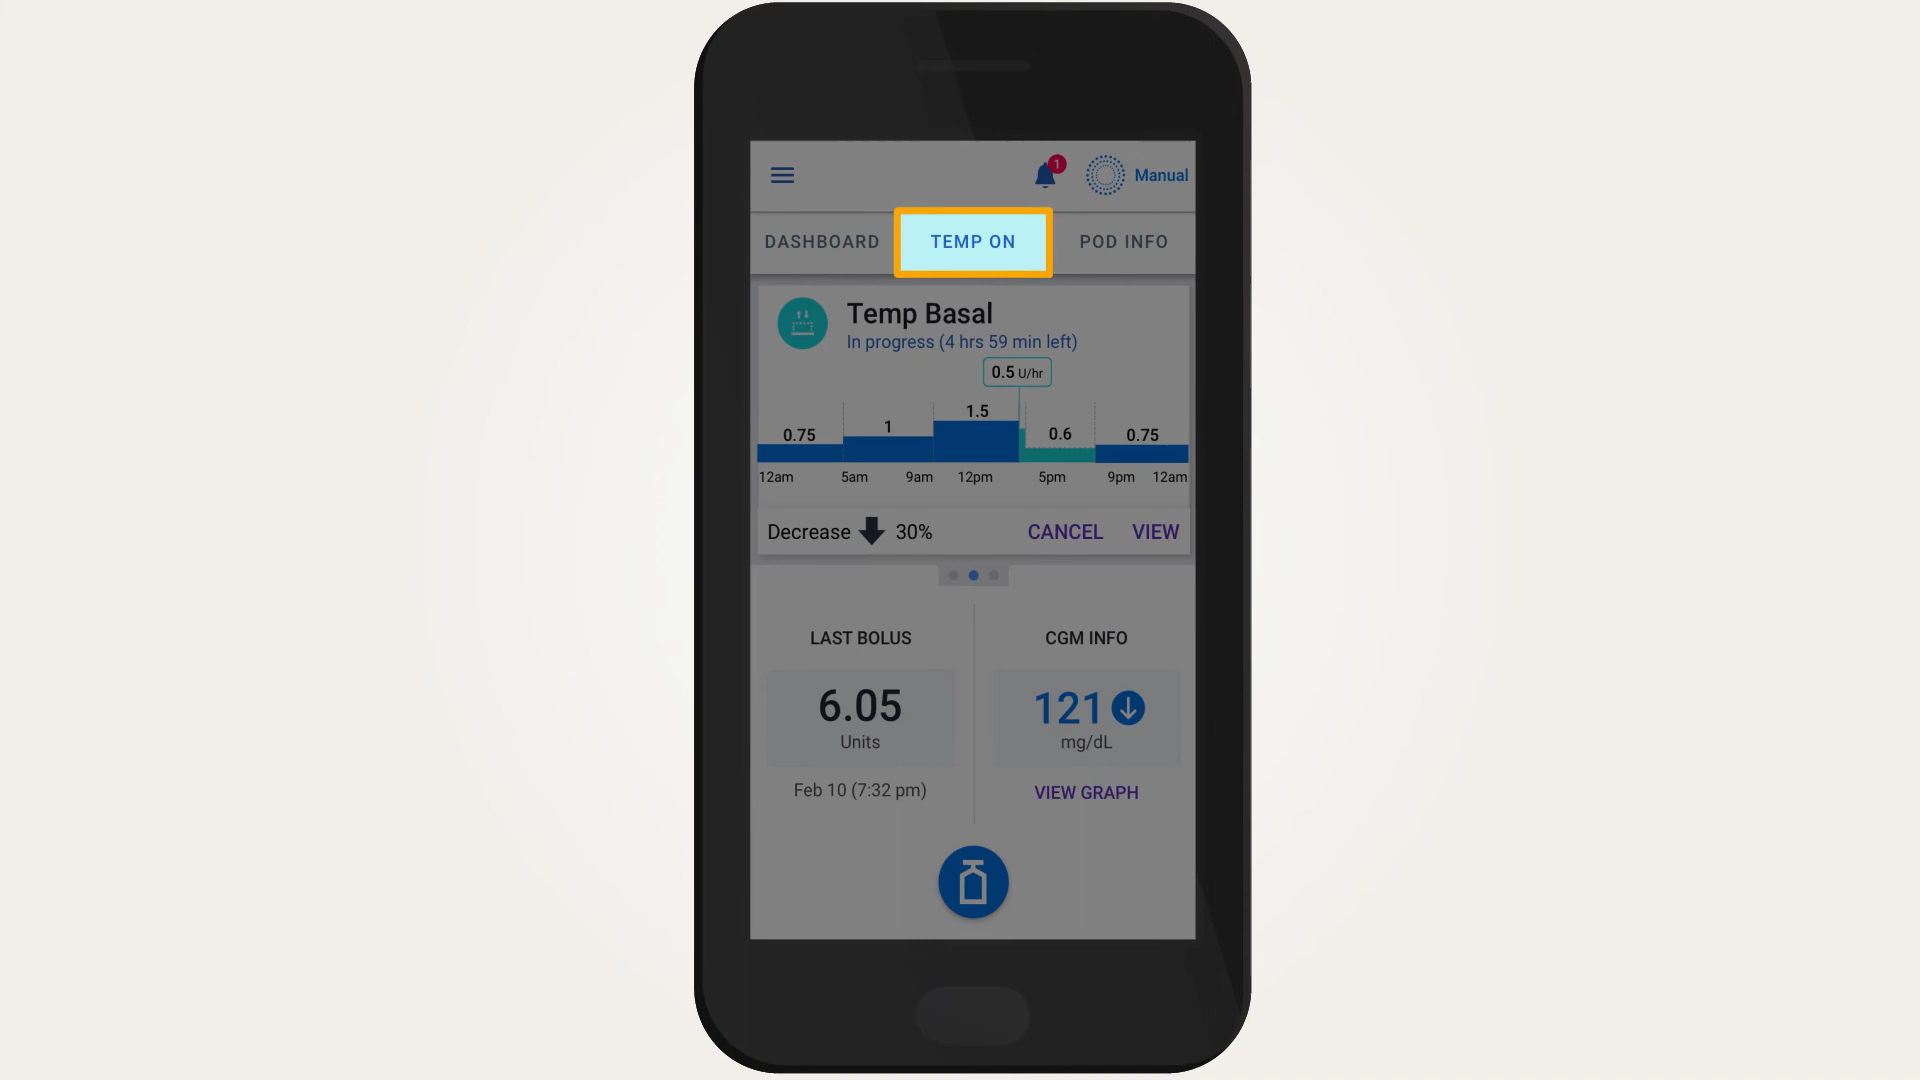 1
Manual
DASHBOARD TEMP ON POD INFO
Temp Basal
In progress (4 hrs 59 min left)
0.5 U/hr
0.75 1 1.5 0.6 0.75
12am 5am 9am 12pm 5pm 9pm 12am
Decrease 30% CANCEL VIEW
LAST BOLUS
6.05
Units
Feb 10 (7:32 pm)
CGM INFO
121
mg/dL
VIEW GRAPH